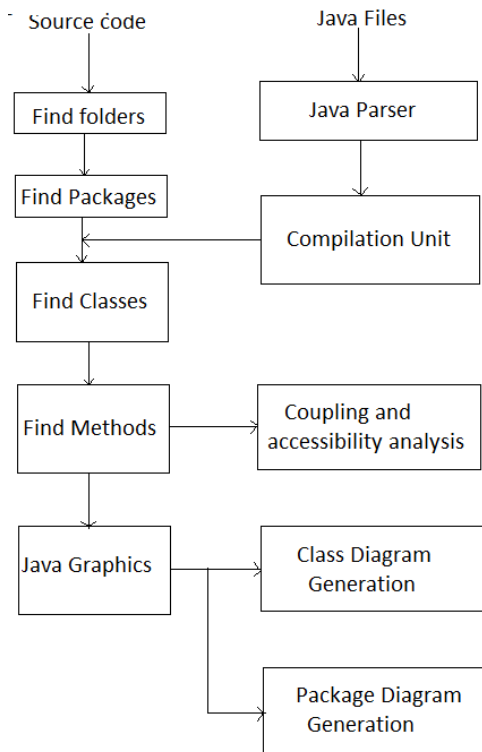 Source code
Java Files
Find folders
Java Parser
Find Packages
Compilation Unit
Find Classes
Find Methods
Coupling and
accessibility analysis
Java Graphics
Class Diagram
Generation
Package Diagram
Generation